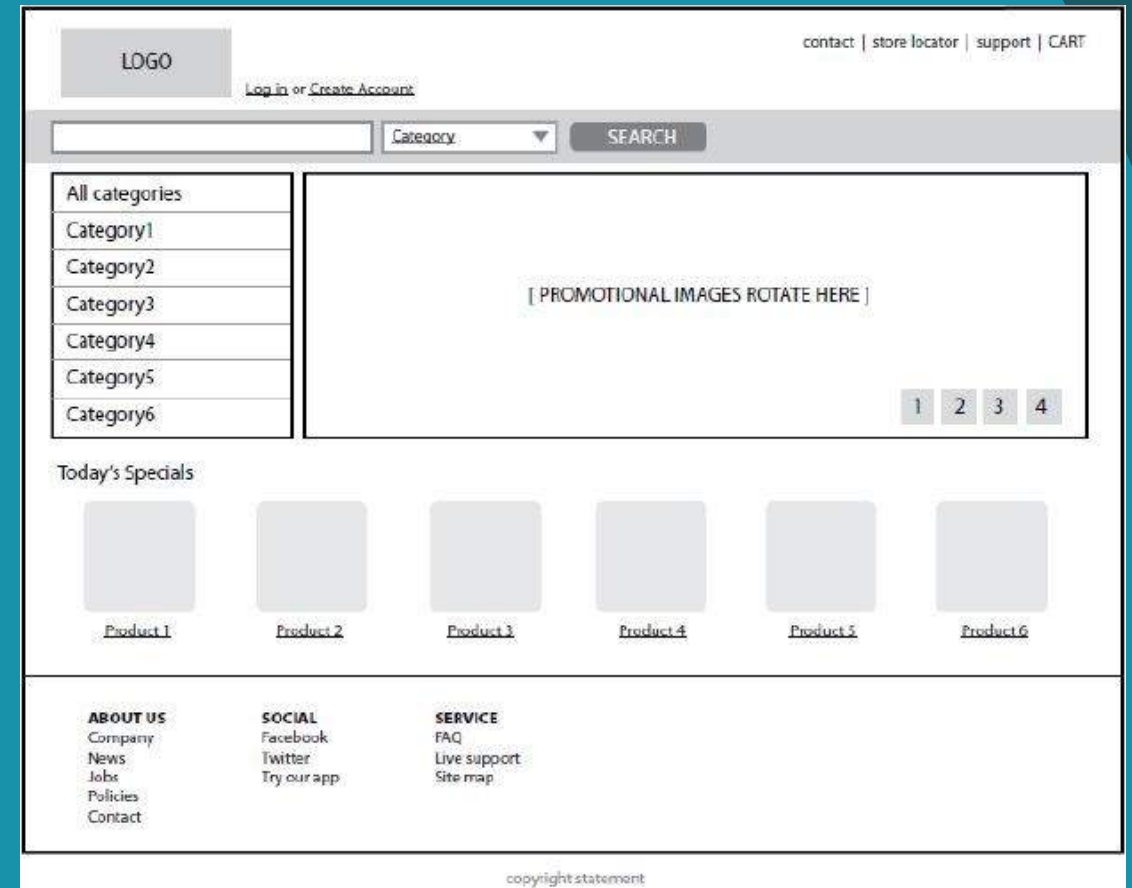 LOGO
contact | store locator | support | CART
Log in or Create Account
Category
SEARCH
All categories
Category1
Category2
Category3
Category4
Category5
Category6
[ PROMOTIONAL IMAGES ROTATE HERE ]
1 2 3 4
Today's Specials
Product 1 Product 2 Product 3 Product 4 Product 5 Product 6
ABOUT US
Company
News
Jobs
Policies
Contact
SOCIAL
Facebook
Twitter
Try our app
SERVICE
FAQ
Live support
Site map
copyright statement